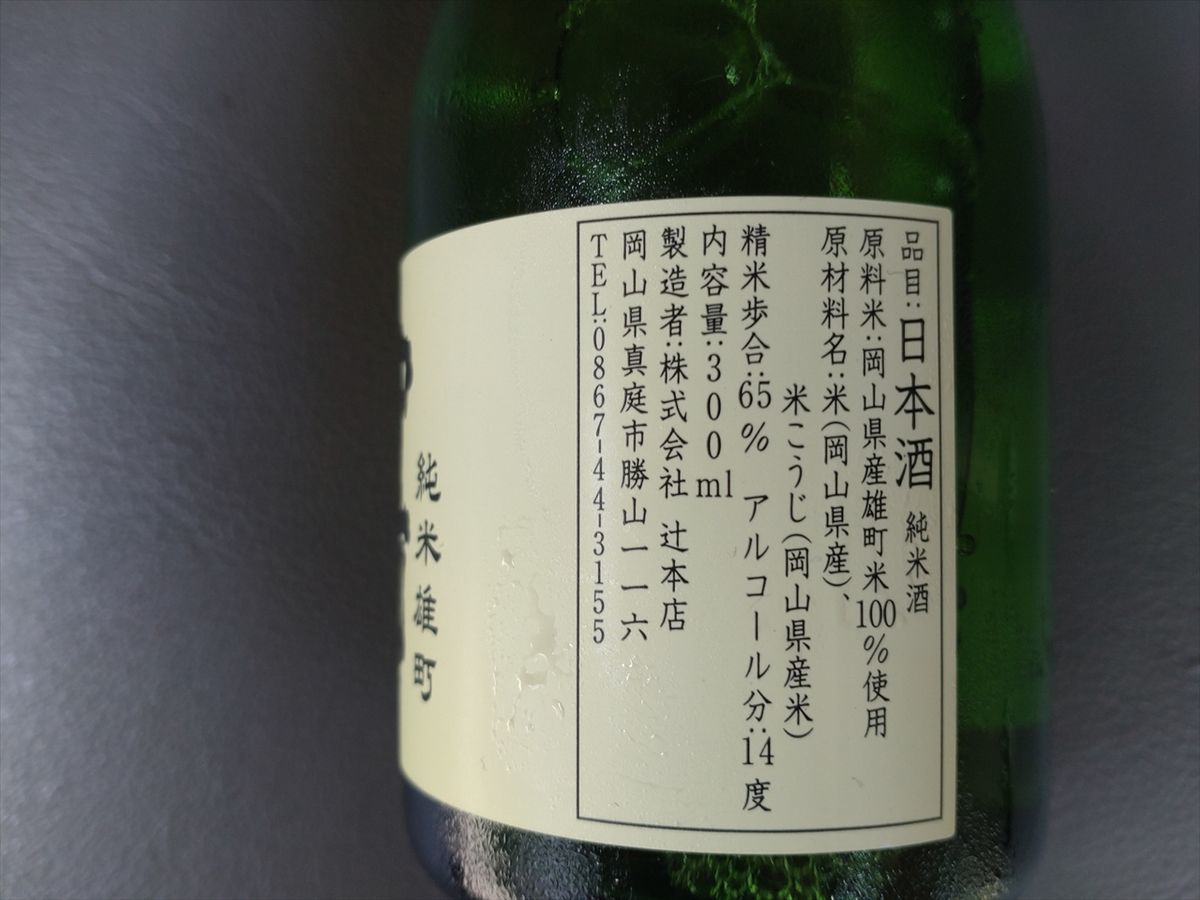 品目：日本酒 純米酒
原料米：岡山県産雄町米100％使用
原材料名：米（岡山県産）、
米こうじ（岡山県産米）
精米歩合：65％ アルコール分：14度
内容量：300ml
製造者：株式会社 辻本店
岡山県真庭市勝山一一六
TEL：0867-44-3155
純米雄町